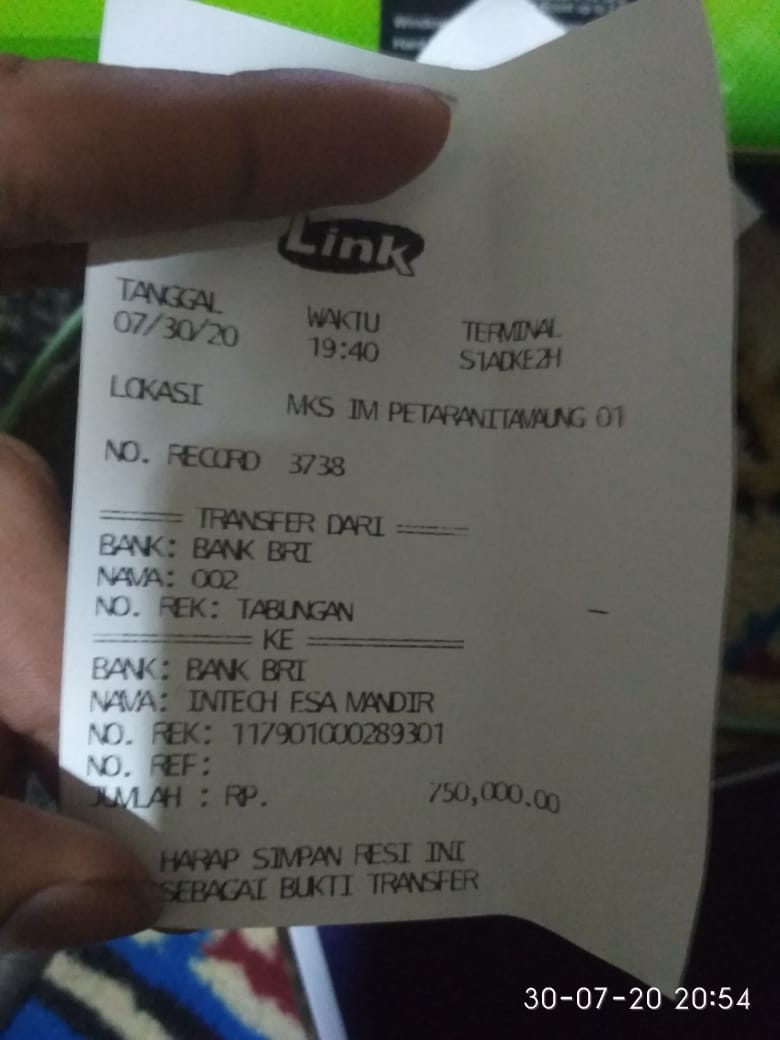 Link
TANGGAL WAKTU TERMINAL
07/30/20 19:40 S1ADKE2H
LOKASI MKS IM PETARANITAVAUNG 01
NO. RECORD 3738
===== TRANSFER DARI =====
BANK: BANK BRI
NAMA: 002
NO. REK: TABUNGAN
=========== KE ===========
BANK: BANK BRI
NAMA: INTECH ESA MANDIR
NO. REK: 117901000289301
NO. REF:
JUMLAH : RP. 750,000.00
HARAP SIMPAN RESI INI
SEBAGAI BUKTI TRANSFER
30-07-20 20:54